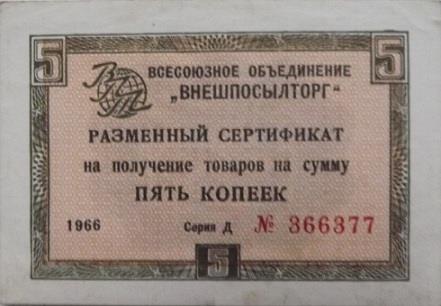 5 5
ВПТ
ВСЕСОЮЗНОЕ ОБЪЕДИНЕНИЕ
„ВНЕШПОСЫЛТОРГ"
РАЗМЕННЫЙ СЕРТИФИКАТ
на получение товаров на сумму
ПЯТЬ КОПЕЕК
1966 Серия Д № 366377
5